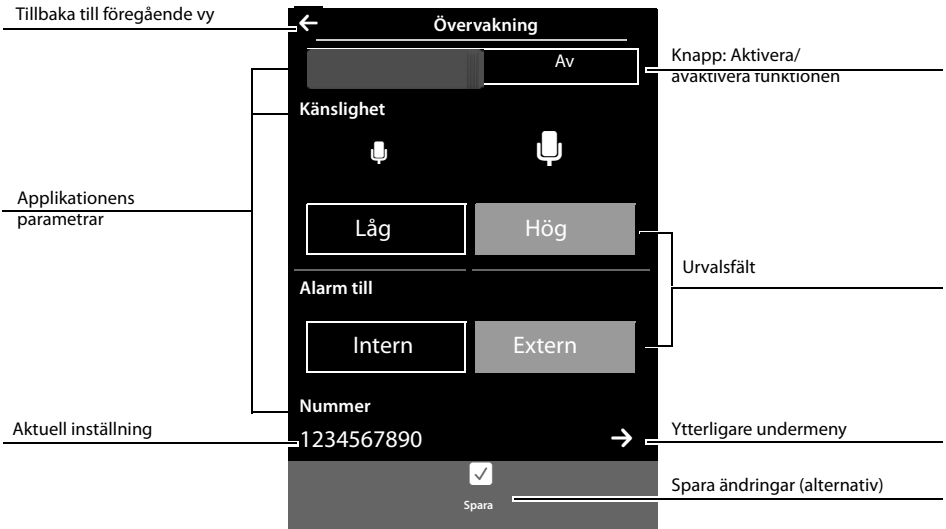 Tillbaka till föregående vy
Övervakning
Av
Knapp: Aktivera/
avaktivera funktionen
Känslighet
Applikationens
parametrar
Låg
Hög
Urvalsfält
Alarm till
Intern
Extern
Nummer
Aktuell inställning
1234567890
Ytterligare undermeny
Spara
Spara ändringar (alternativ)